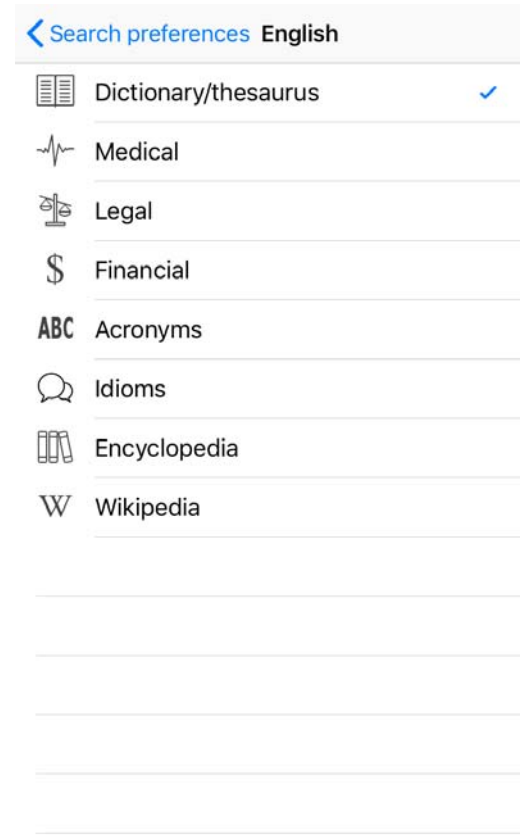 Search preferences English
Dictionary/thesaurus
Medical
Legal
$ Financial
ABC Acronyms
Idioms
Encyclopedia
W Wikipedia